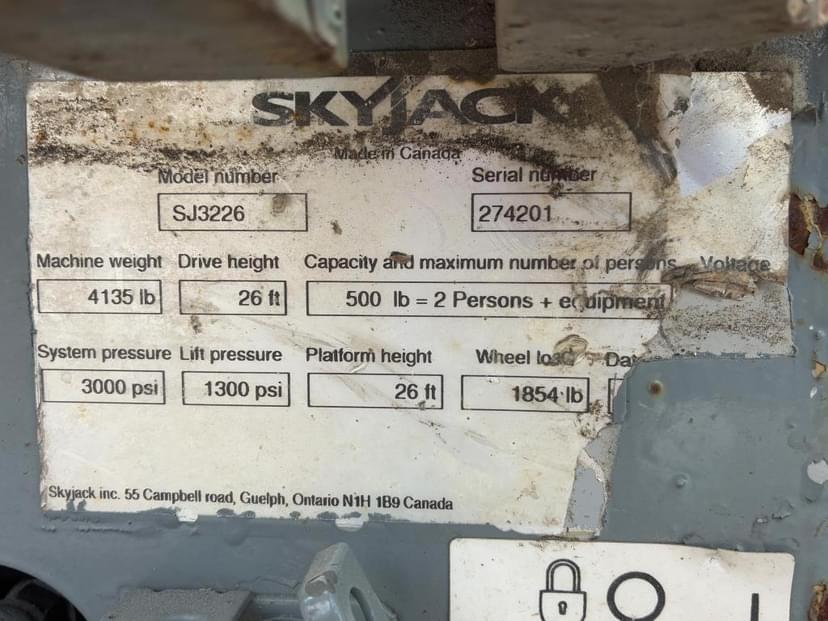 SKYJACK
Made in Canada
Model number Serial number
SJ3226 274201
Machine weight Drive height Capacity and maximum number of persons Voltage
4135 lb 26 ft 500 lb = 2 Persons + equipment
System pressure Lift pressure Platform height Wheel load
3000 psi 1300 psi 26 ft 1854 lb
Skyjack inc. 55 Campbell road, Guelph, Ontario N1H 1B9 Canada